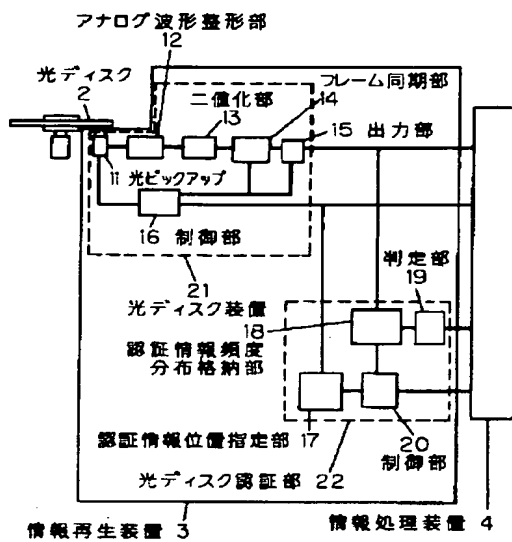 アナログ波形整形部
12
光ディスク
2
二値化部
13
フレーム同期部
14
15 出力部
11 光ピックアップ
16 制御部
21
光ディスク装置
判定部
19
18
認証情報頻度
分布格納部
認証情報位置指定部 17
20
制御部
光ディスク認証部 22
情報再生装置 3
情報処理装置 4